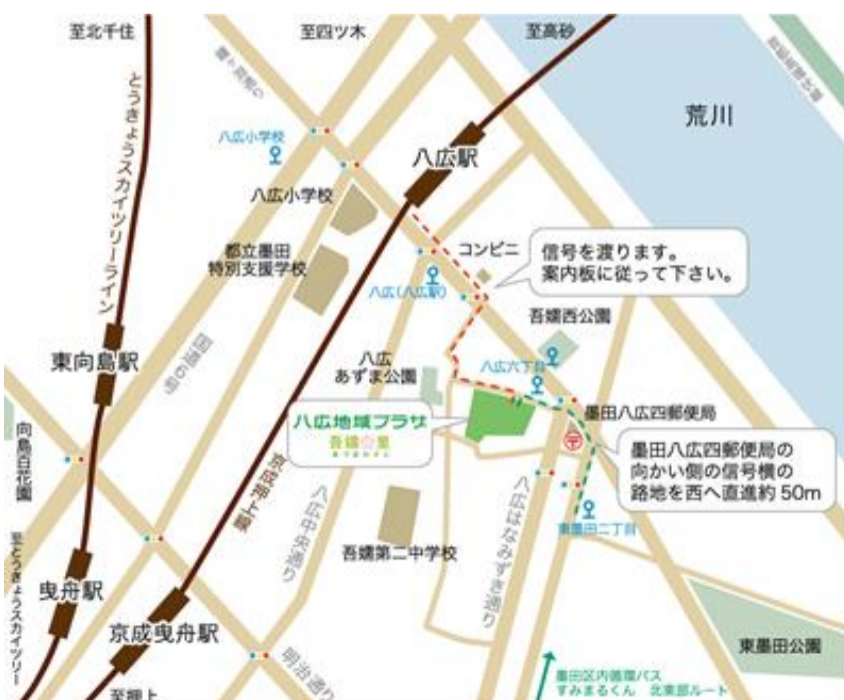 至北千住
至四ツ木
至高砂
とうきょうスカイツリーライン
荒川
八広小学校
八広駅
八広小学校
都立墨田
特別支援学校
コンビニ
信号を渡ります。
案内板に従って下さい。
八広(八広駅)
吾嬬西公園
国道6号
東向島駅
八広
あずま公園
八広六丁目
墨田八広四郵便局
八広地域プラザ
吾嬬の里
向島百花園
京成押上線
墨田八広四郵便局の
向かい側の信号横の
路地を西へ直進約 50m
八広中央通り
八広はなみずき通り
東墨田二丁目
吾嬬第二中学校
至とうきょうスカイツリー
曳舟駅
京成曳舟駅
明治通り
東墨田公園
至押上
墨田区内循環バス
すみまるくん 北東部ルート